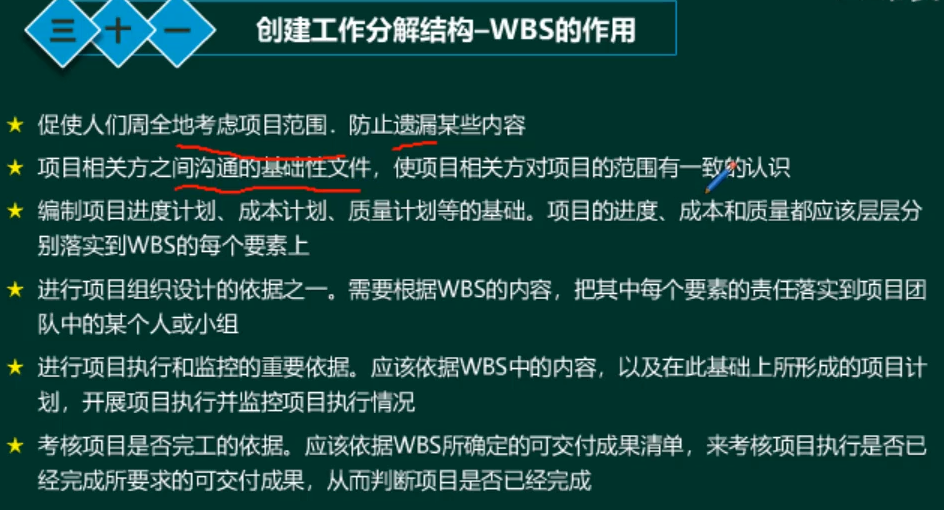 三十一
创建工作分解结构–WBS的作用
★ 促使人们周全地考虑项目范围. 防止遗漏某些内容
★ 项目相关方之间沟通的基础性文件，使项目相关方对项目的范围有一致的认识
★ 编制项目进度计划、成本计划、质量计划等的基础。项目的进度、成本和质量都应该层层分
别落实到WBS的每个要素上
★ 进行项目组织设计的依据之一。需要根据WBS的内容，把其中每个要素的责任落实到项目团
队中的某个人或小组
★ 进行项目执行和监控的重要依据。应该依据WBS中的内容，以及在此基础上所形成的项目计
划，开展项目执行并监控项目执行情况
★ 考核项目是否完工的依据。应该依据WBS所确定的可交付成果清单，来考核项目执行是否已
经完成所要求的可交付成果，从而判断项目是否已经完成